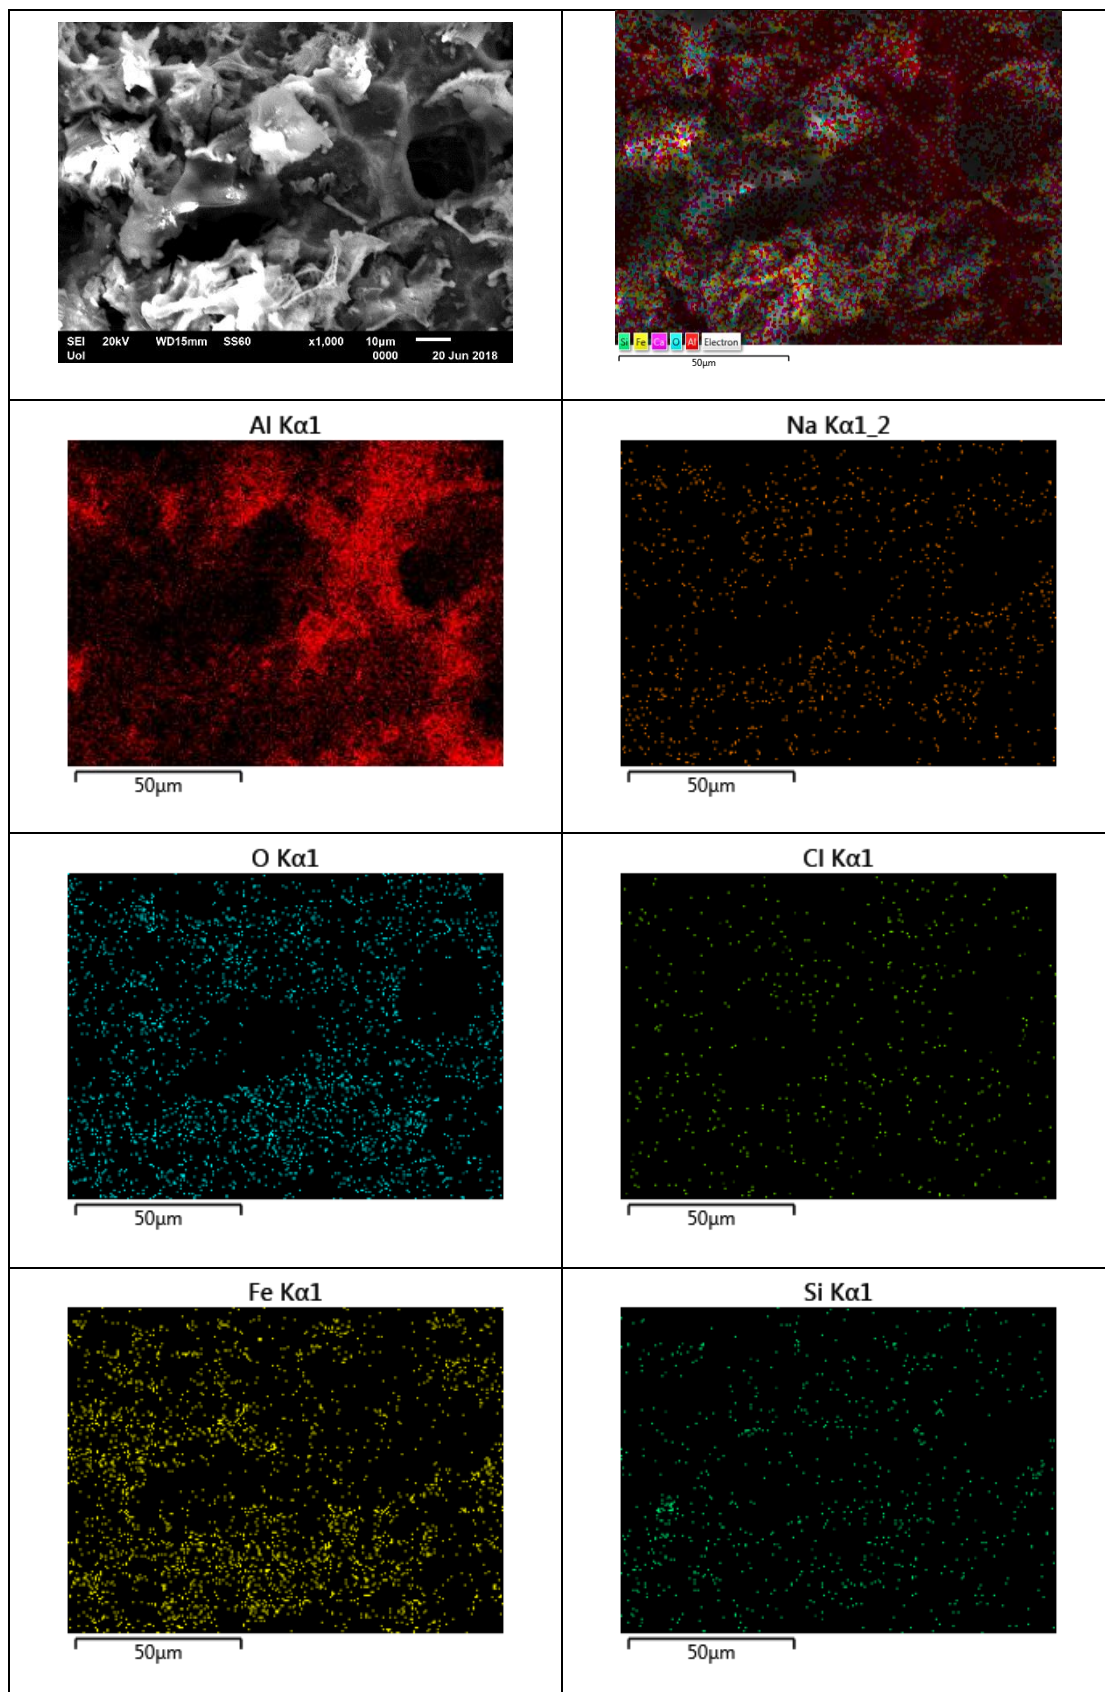 SEI 20kV WD15mm SS60 x1,000 10µm
UoI 0000 20 Jun 2018
Si Fe Ca O Al Electron
50µm
Al Kα1
50µm
Na Kα1_2
50µm
O Kα1
50µm
Cl Kα1
50µm
Fe Kα1
50µm
Si Kα1
50µm